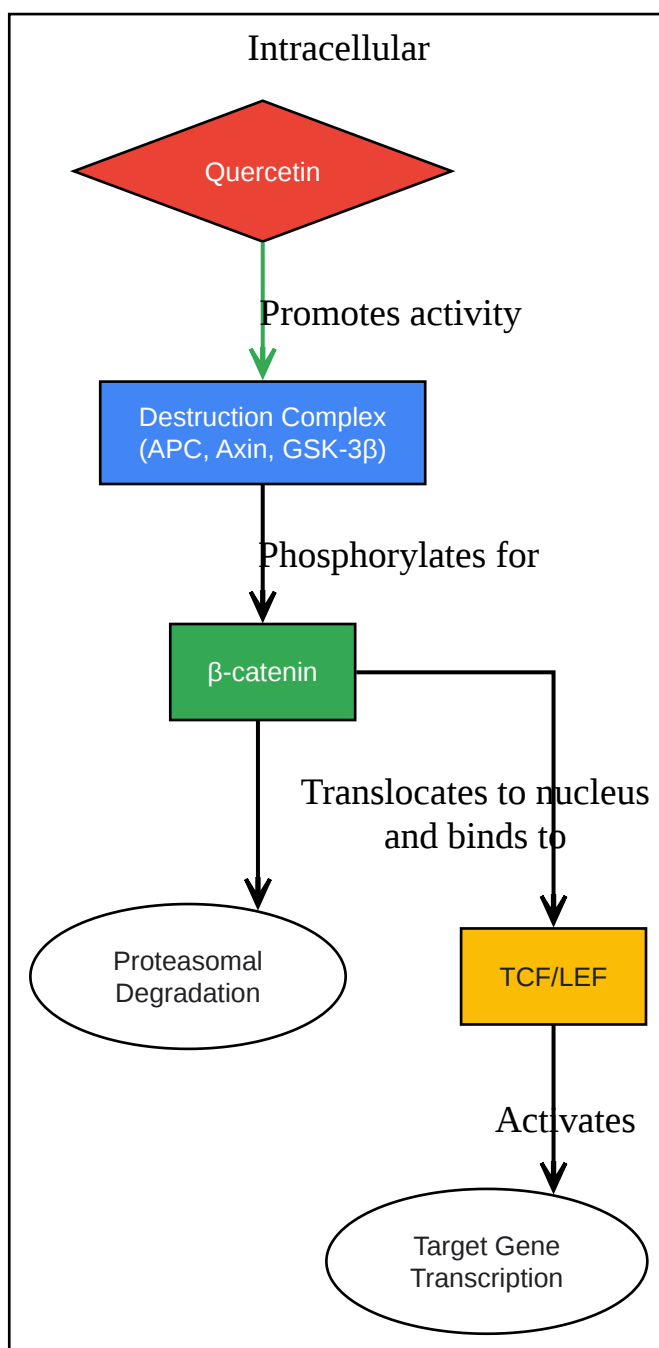 Intracellular
Quercetin
Promotes activity
Destruction Complex
(APC, Axin, GSK-3β)
Phosphorylates for
β-catenin
Translocates to nucleus
and binds to
Proteasomal
Degradation
TCF/LEF
Activates
Target Gene
Transcription